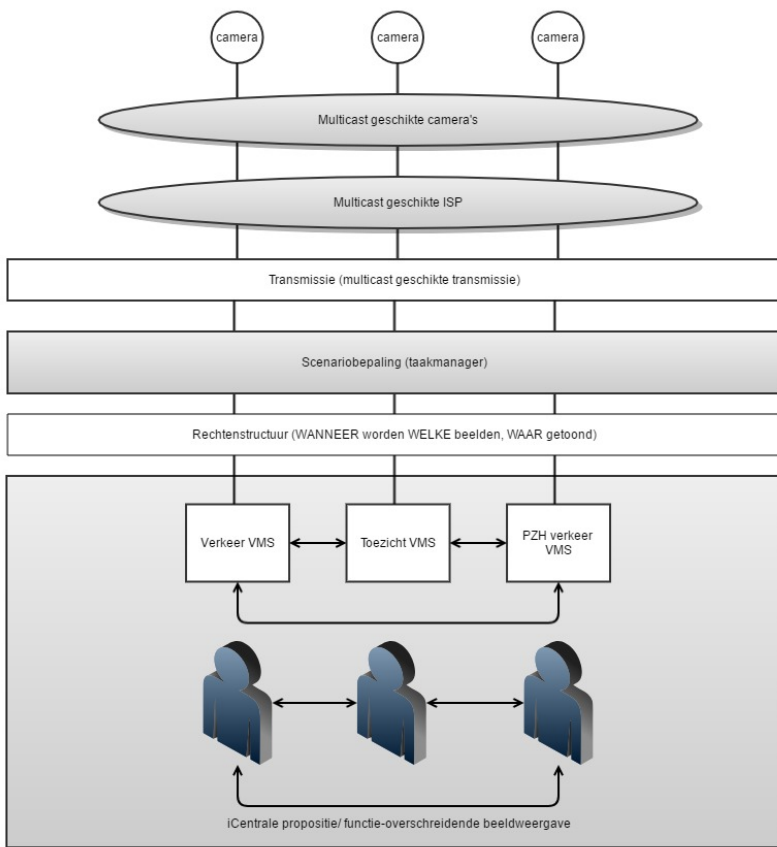 camera
camera
camera
Multicast geschikte camera's
Multicast geschikte ISP
Transmissie (multicast geschikte transmissie)
Scenariobepaling (taakmanager)
Rechtenstructuur (WANNEER worden WELKE beelden, WAAR getoond)
Verkeer VMS
Toezicht VMS
PZH verkeer
VMS
iCentrale propositie/ functie-overschreidende beeldweergave